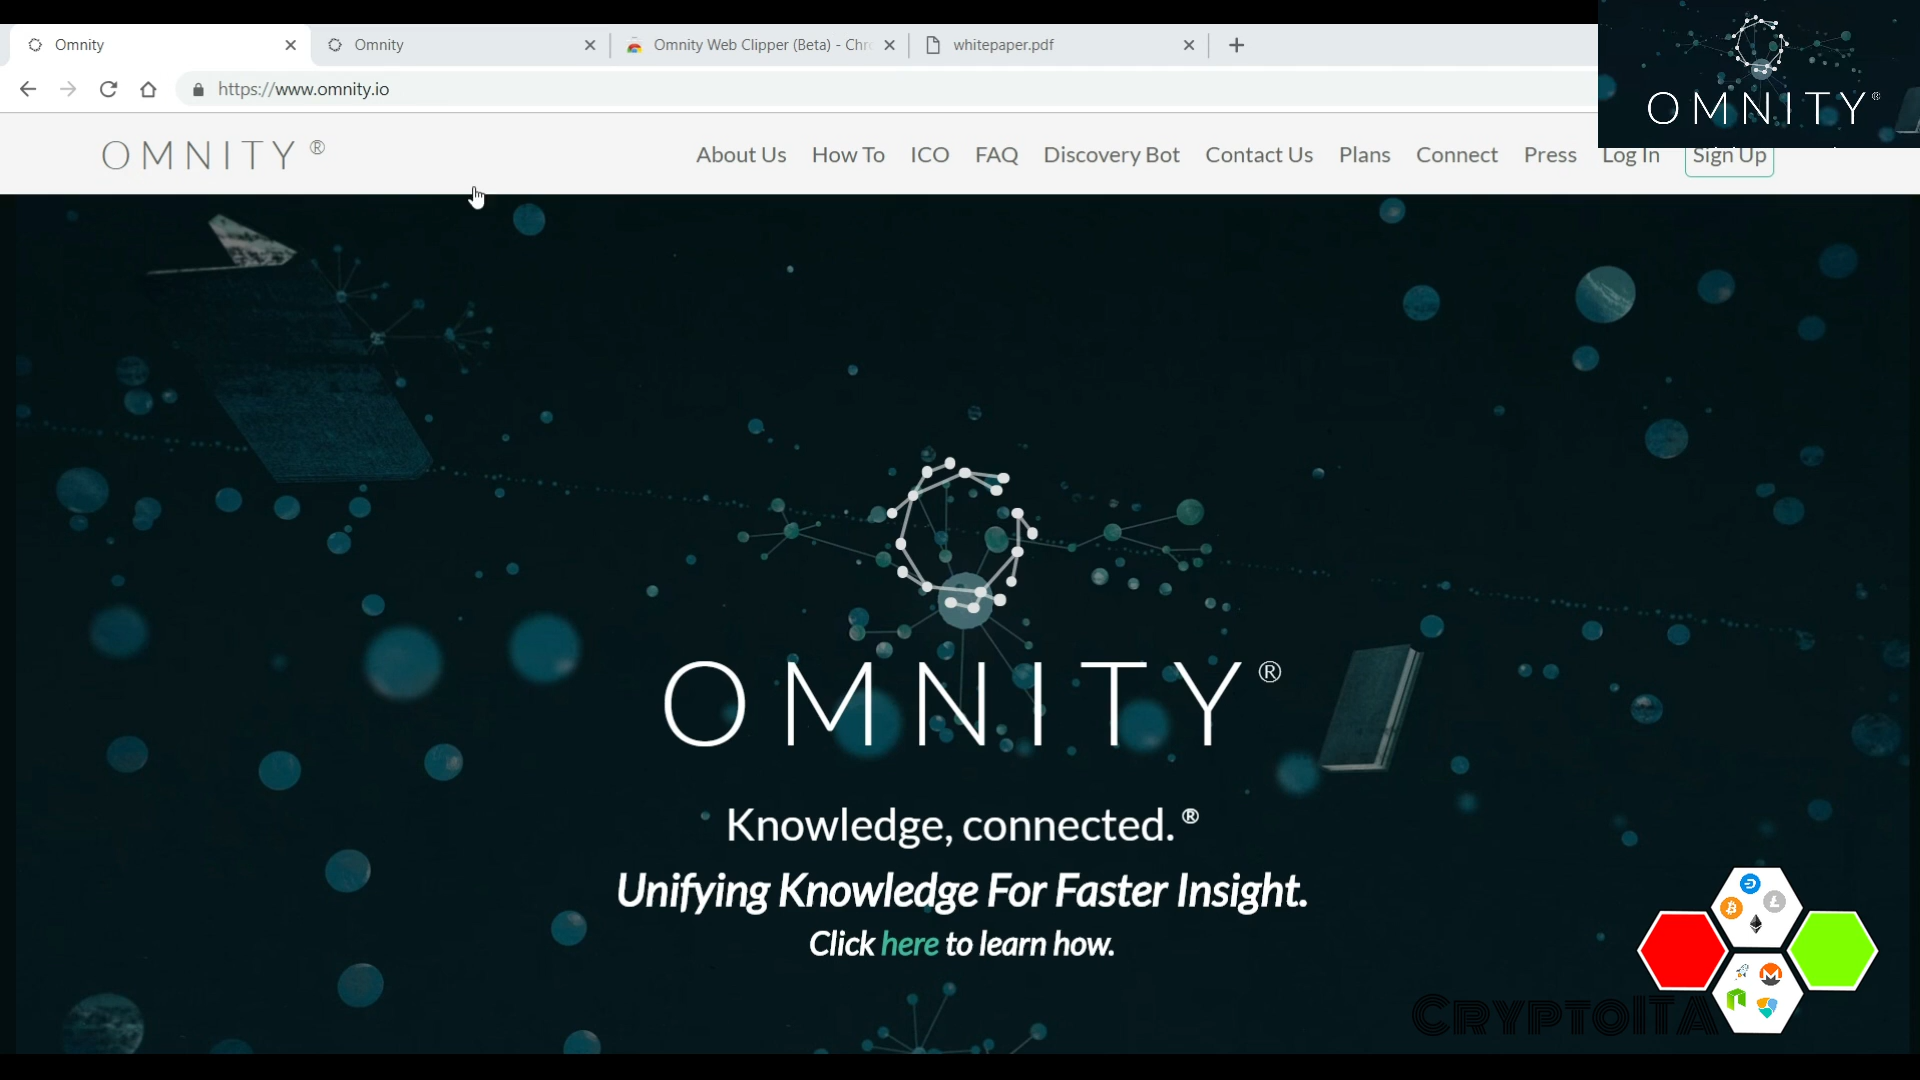 Omnity
Omnity
Omnity Web Clipper (Beta) - Chr
whitepaper.pdf
https://www.omnity.io
OMNITY®
OMNITY®
About Us
How To
ICO
FAQ
Discovery Bot
Contact Us
Plans
Connect
Press
Log In
Sign Up
OMNITY®
Knowledge, connected.®
Unifying Knowledge For Faster Insight.
Click here to learn how.
CRYPTOITA